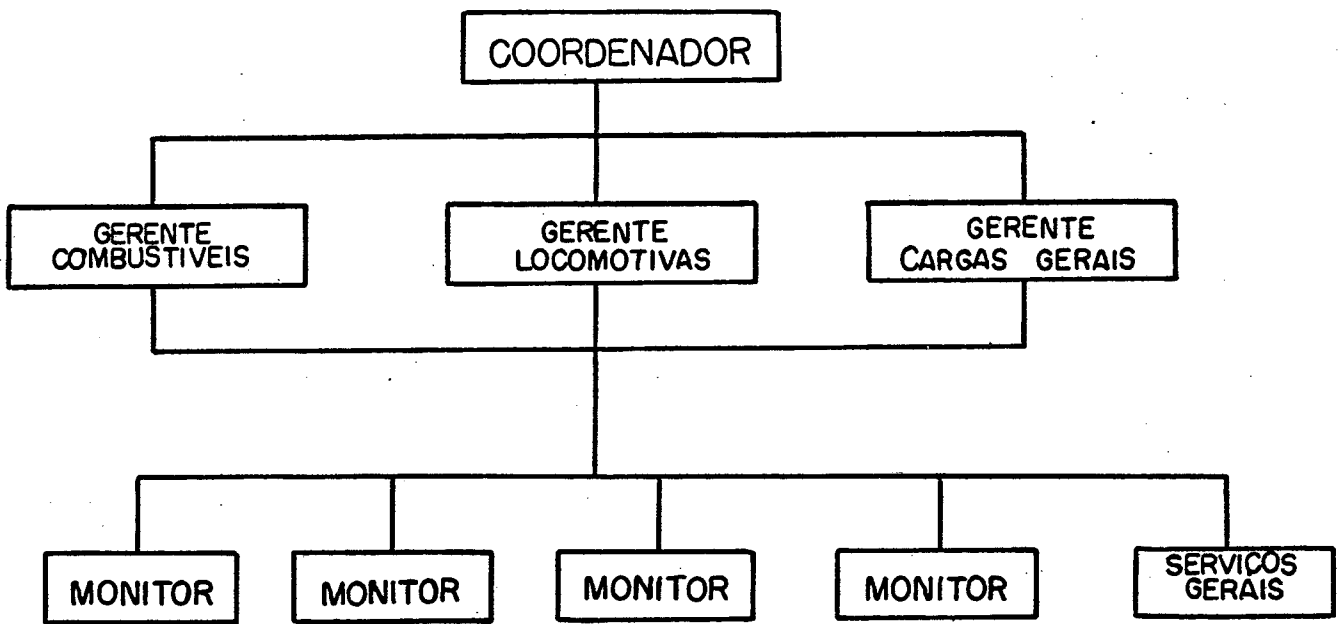 COORDENADOR
GERENTE
COMBUSTIVEIS
GERENTE
LOCOMOTIVAS
GERENTE
CARGAS GERAIS
MONITOR
MONITOR
MONITOR
MONITOR
SERVIÇOS
GERAIS